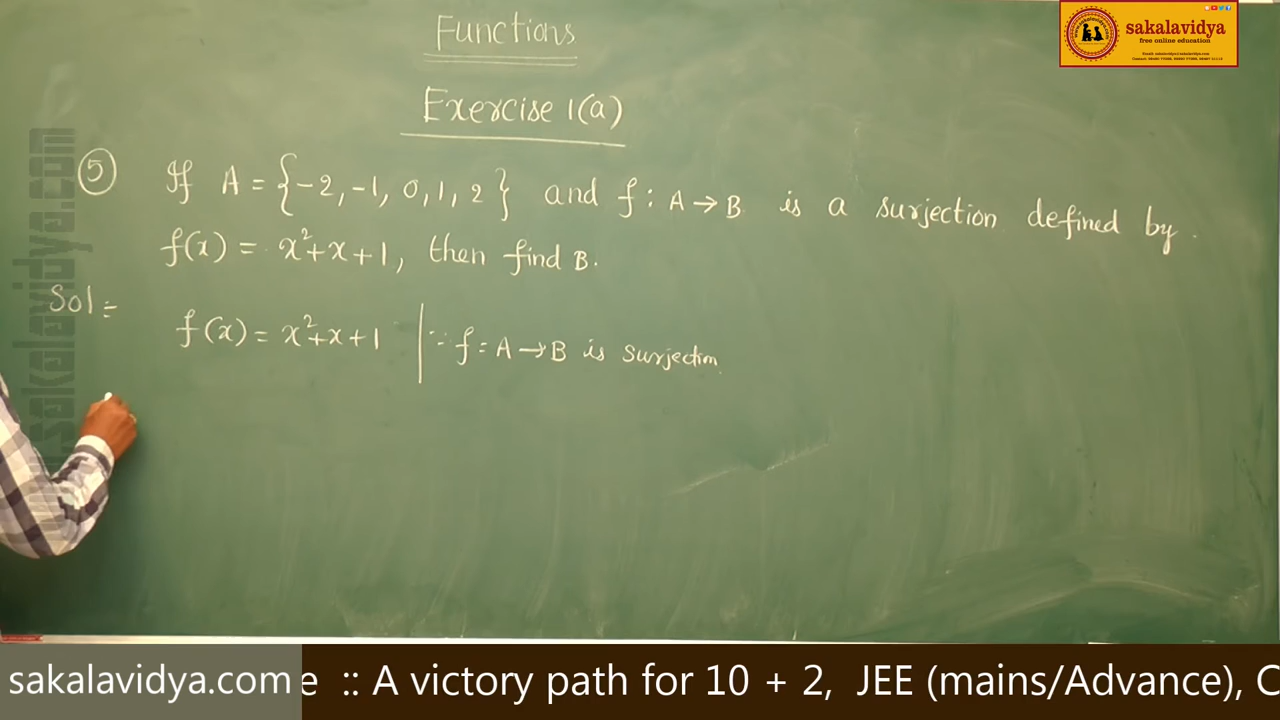 Functions
Exercise 1(a)
sakalavidya
free online education
5 If A = {-2, -1, 0, 1, 2} and f : A → B is a surjection defined by
f(x) = x²+x+1, then find B.
Sol:
f(x) = x²+x+1 | ∵ f: A → B is surjection.
sakalavidya.com
sakalavidya.com e :: A victory path for 10 + 2, JEE (mains/Advance), C